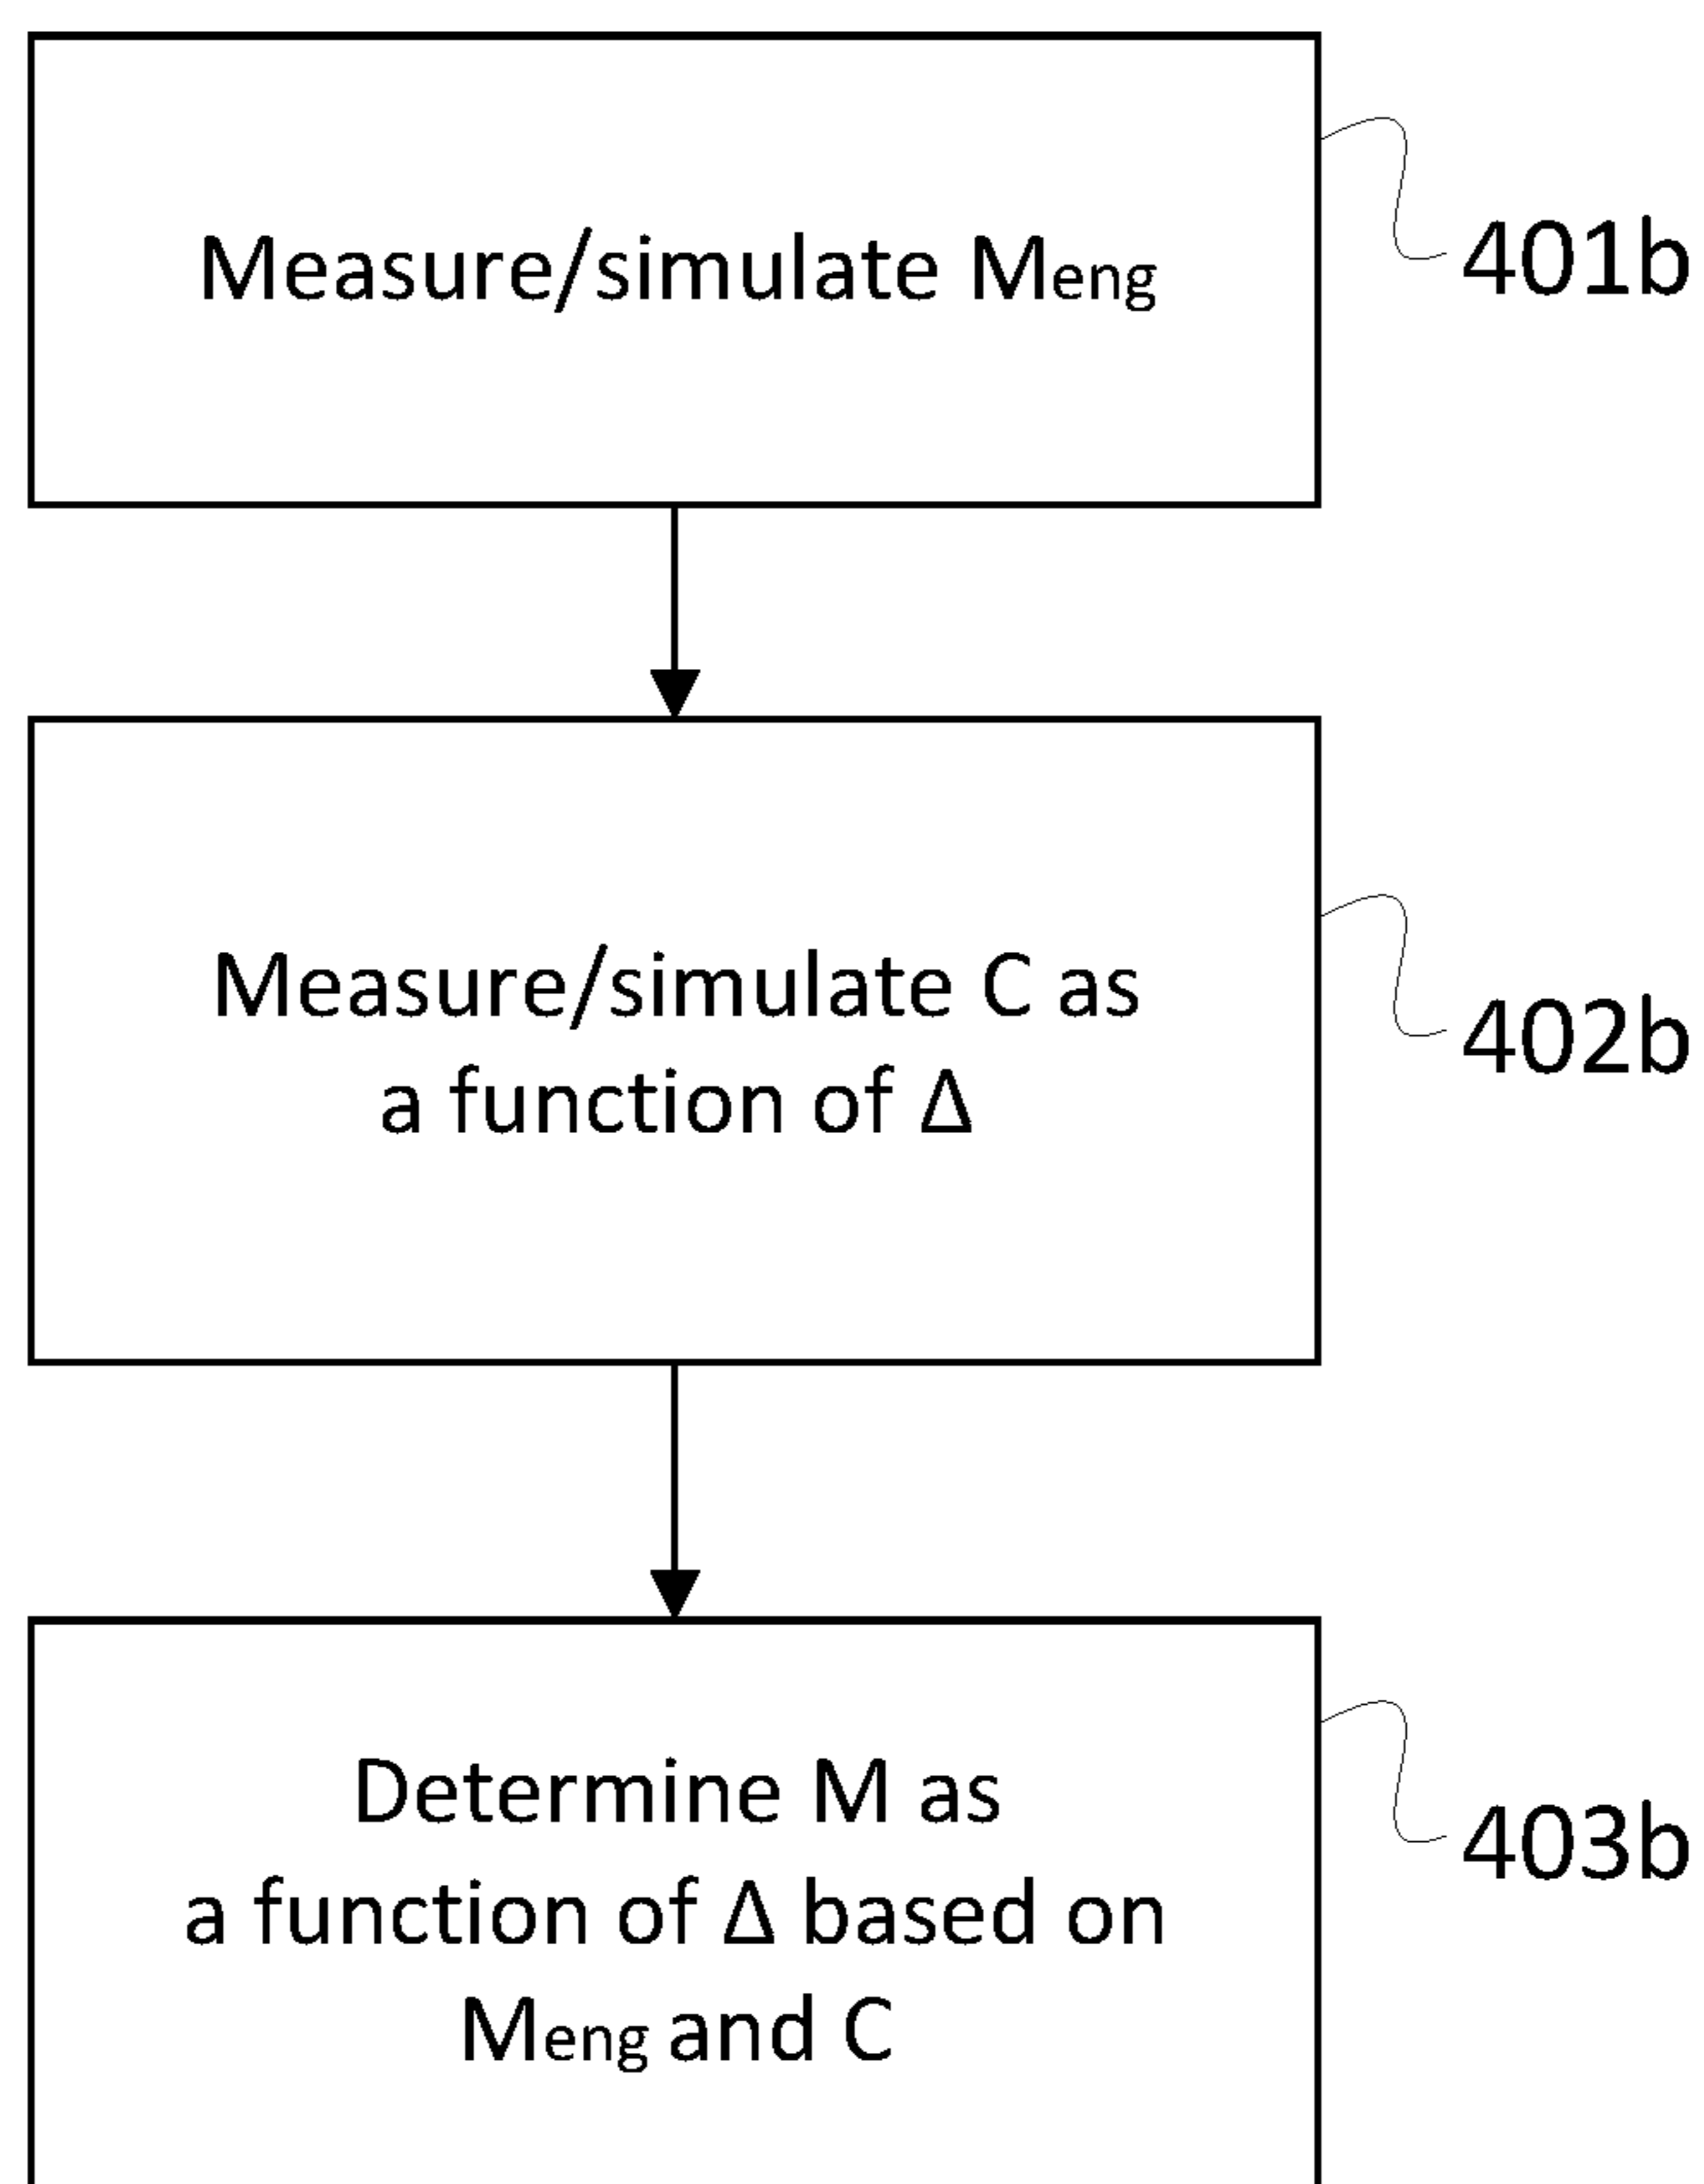 Measure/simulate Meng
401b
Measure/simulate C as
a function of Δ
402b
Determine M as
a function of Δ based on
Meng and C
403b